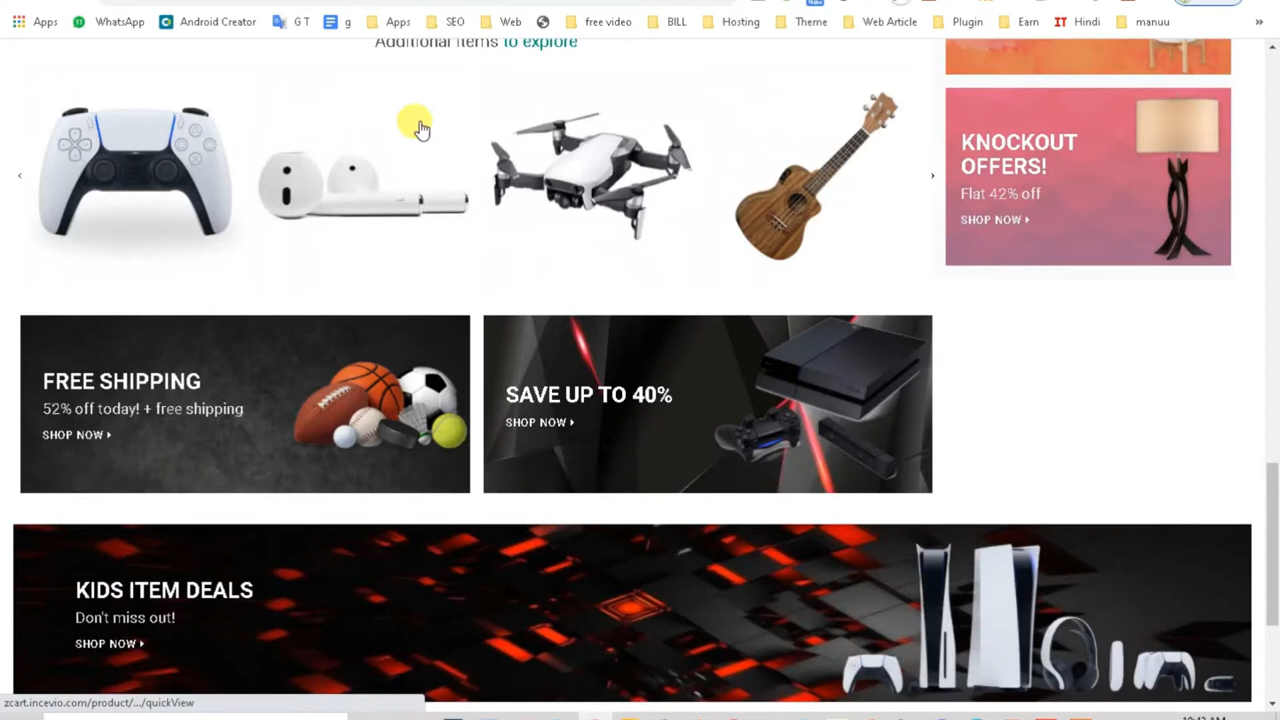 Apps
WhatsApp
Android Creator
G T
g
Apps
SEO
Web
free video
BILL
Hosting
Theme
Web Article
Plugin
Earn
IT Hindi
manuu
»
Additional items to explore
KNOCKOUT
OFFERS!
Flat 42% off
SHOP NOW
FREE SHIPPING
52% off today! + free shipping
SHOP NOW
SAVE UP TO 40%
SHOP NOW
KIDS ITEM DEALS
Don't miss out!
SHOP NOW
zcart.incevio.com/product/.../quickView